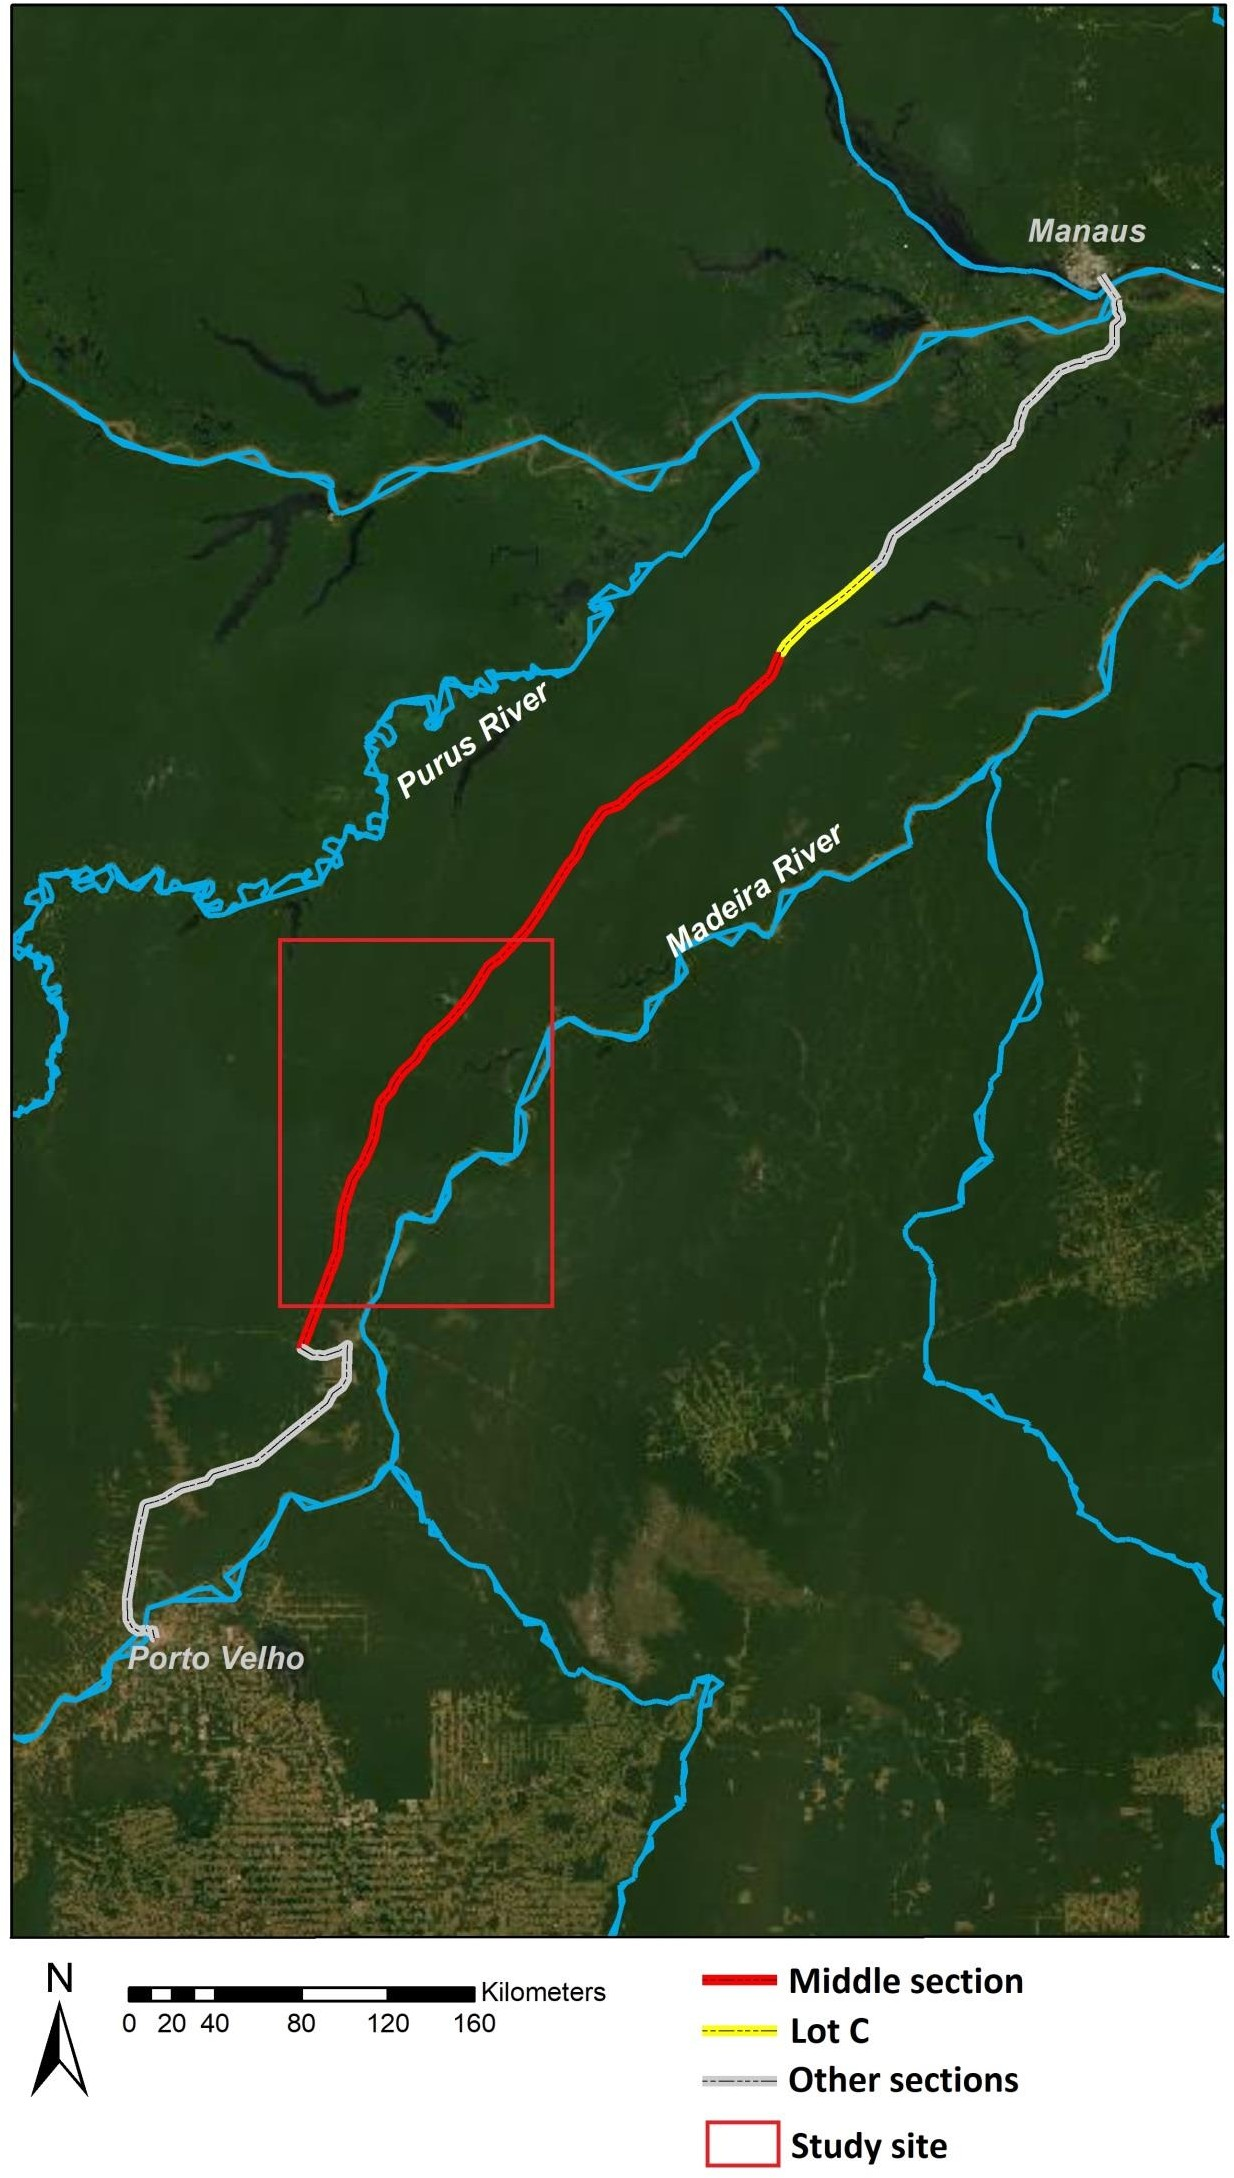 Manaus
Purus River
Madeira River
Porto Velho
N
Kilometers
0 20 40 80 120 160
Middle section
Lot C
Other sections
Study site